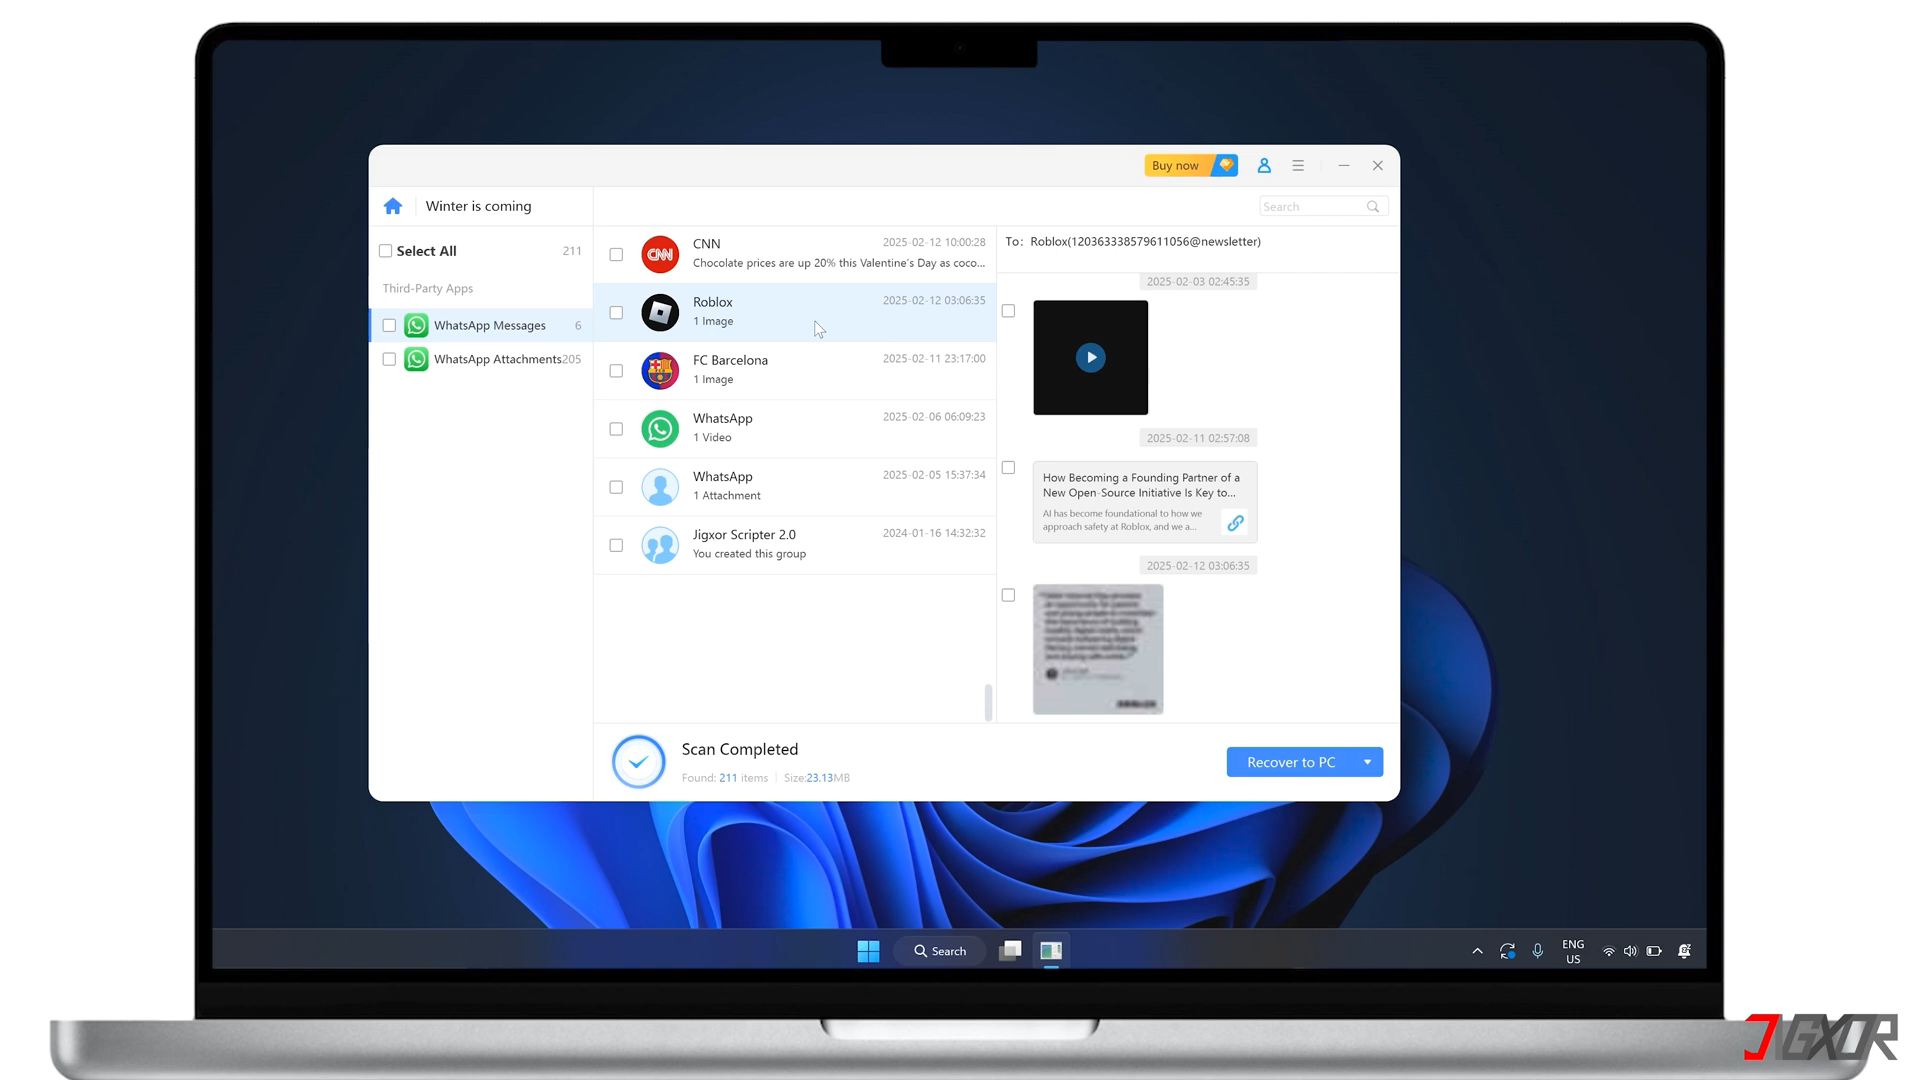 Buy now
Winter is coming
Search
Select All 211
Third-Party Apps
WhatsApp Messages 6
WhatsApp Attachments205
CNN 2025-02-12 10:00:28
CNN
Chocolate prices are up 20% this Valentine's Day as coco...
Roblox 2025-02-12 03:06:35
1 Image
FC Barcelona 2025-02-11 23:17:00
1 Image
WhatsApp 2025-02-06 06:09:23
1 Video
WhatsApp 2025-02-05 15:37:34
1 Attachment
Jigxor Scripter 2.0 2024-01-16 14:32:32
You created this group
To: Roblox(120363338579611056@newsletter)
2025-02-03 02:45:35
2025-02-11 02:57:08
How Becoming a Founding Partner of a
New Open-Source Initiative Is Key to...
AI has become foundational to how we
approach safety at Roblox, and we a...
2025-02-12 03:06:35
Scan Completed
Found: 211 items Size:23.13MB
Recover to PC
Search
ENG
US
JIGXOR